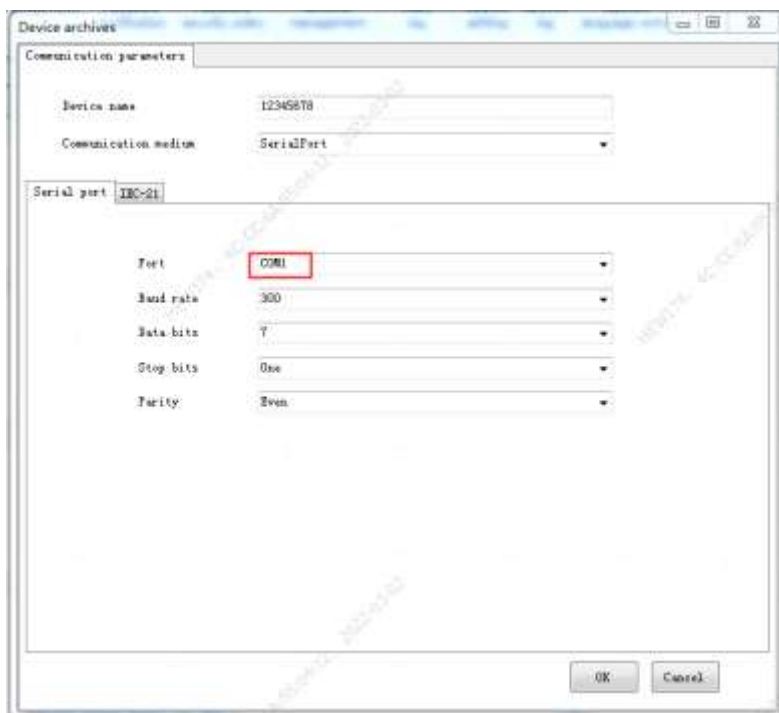 Device archives
Communication parameters
Device name 12345678
Communication medium SerialPort
Serial port IEC-21
Port COM1
Baud rate 300
Data bits 7
Stop bits One
Parity Even
OK Cancel